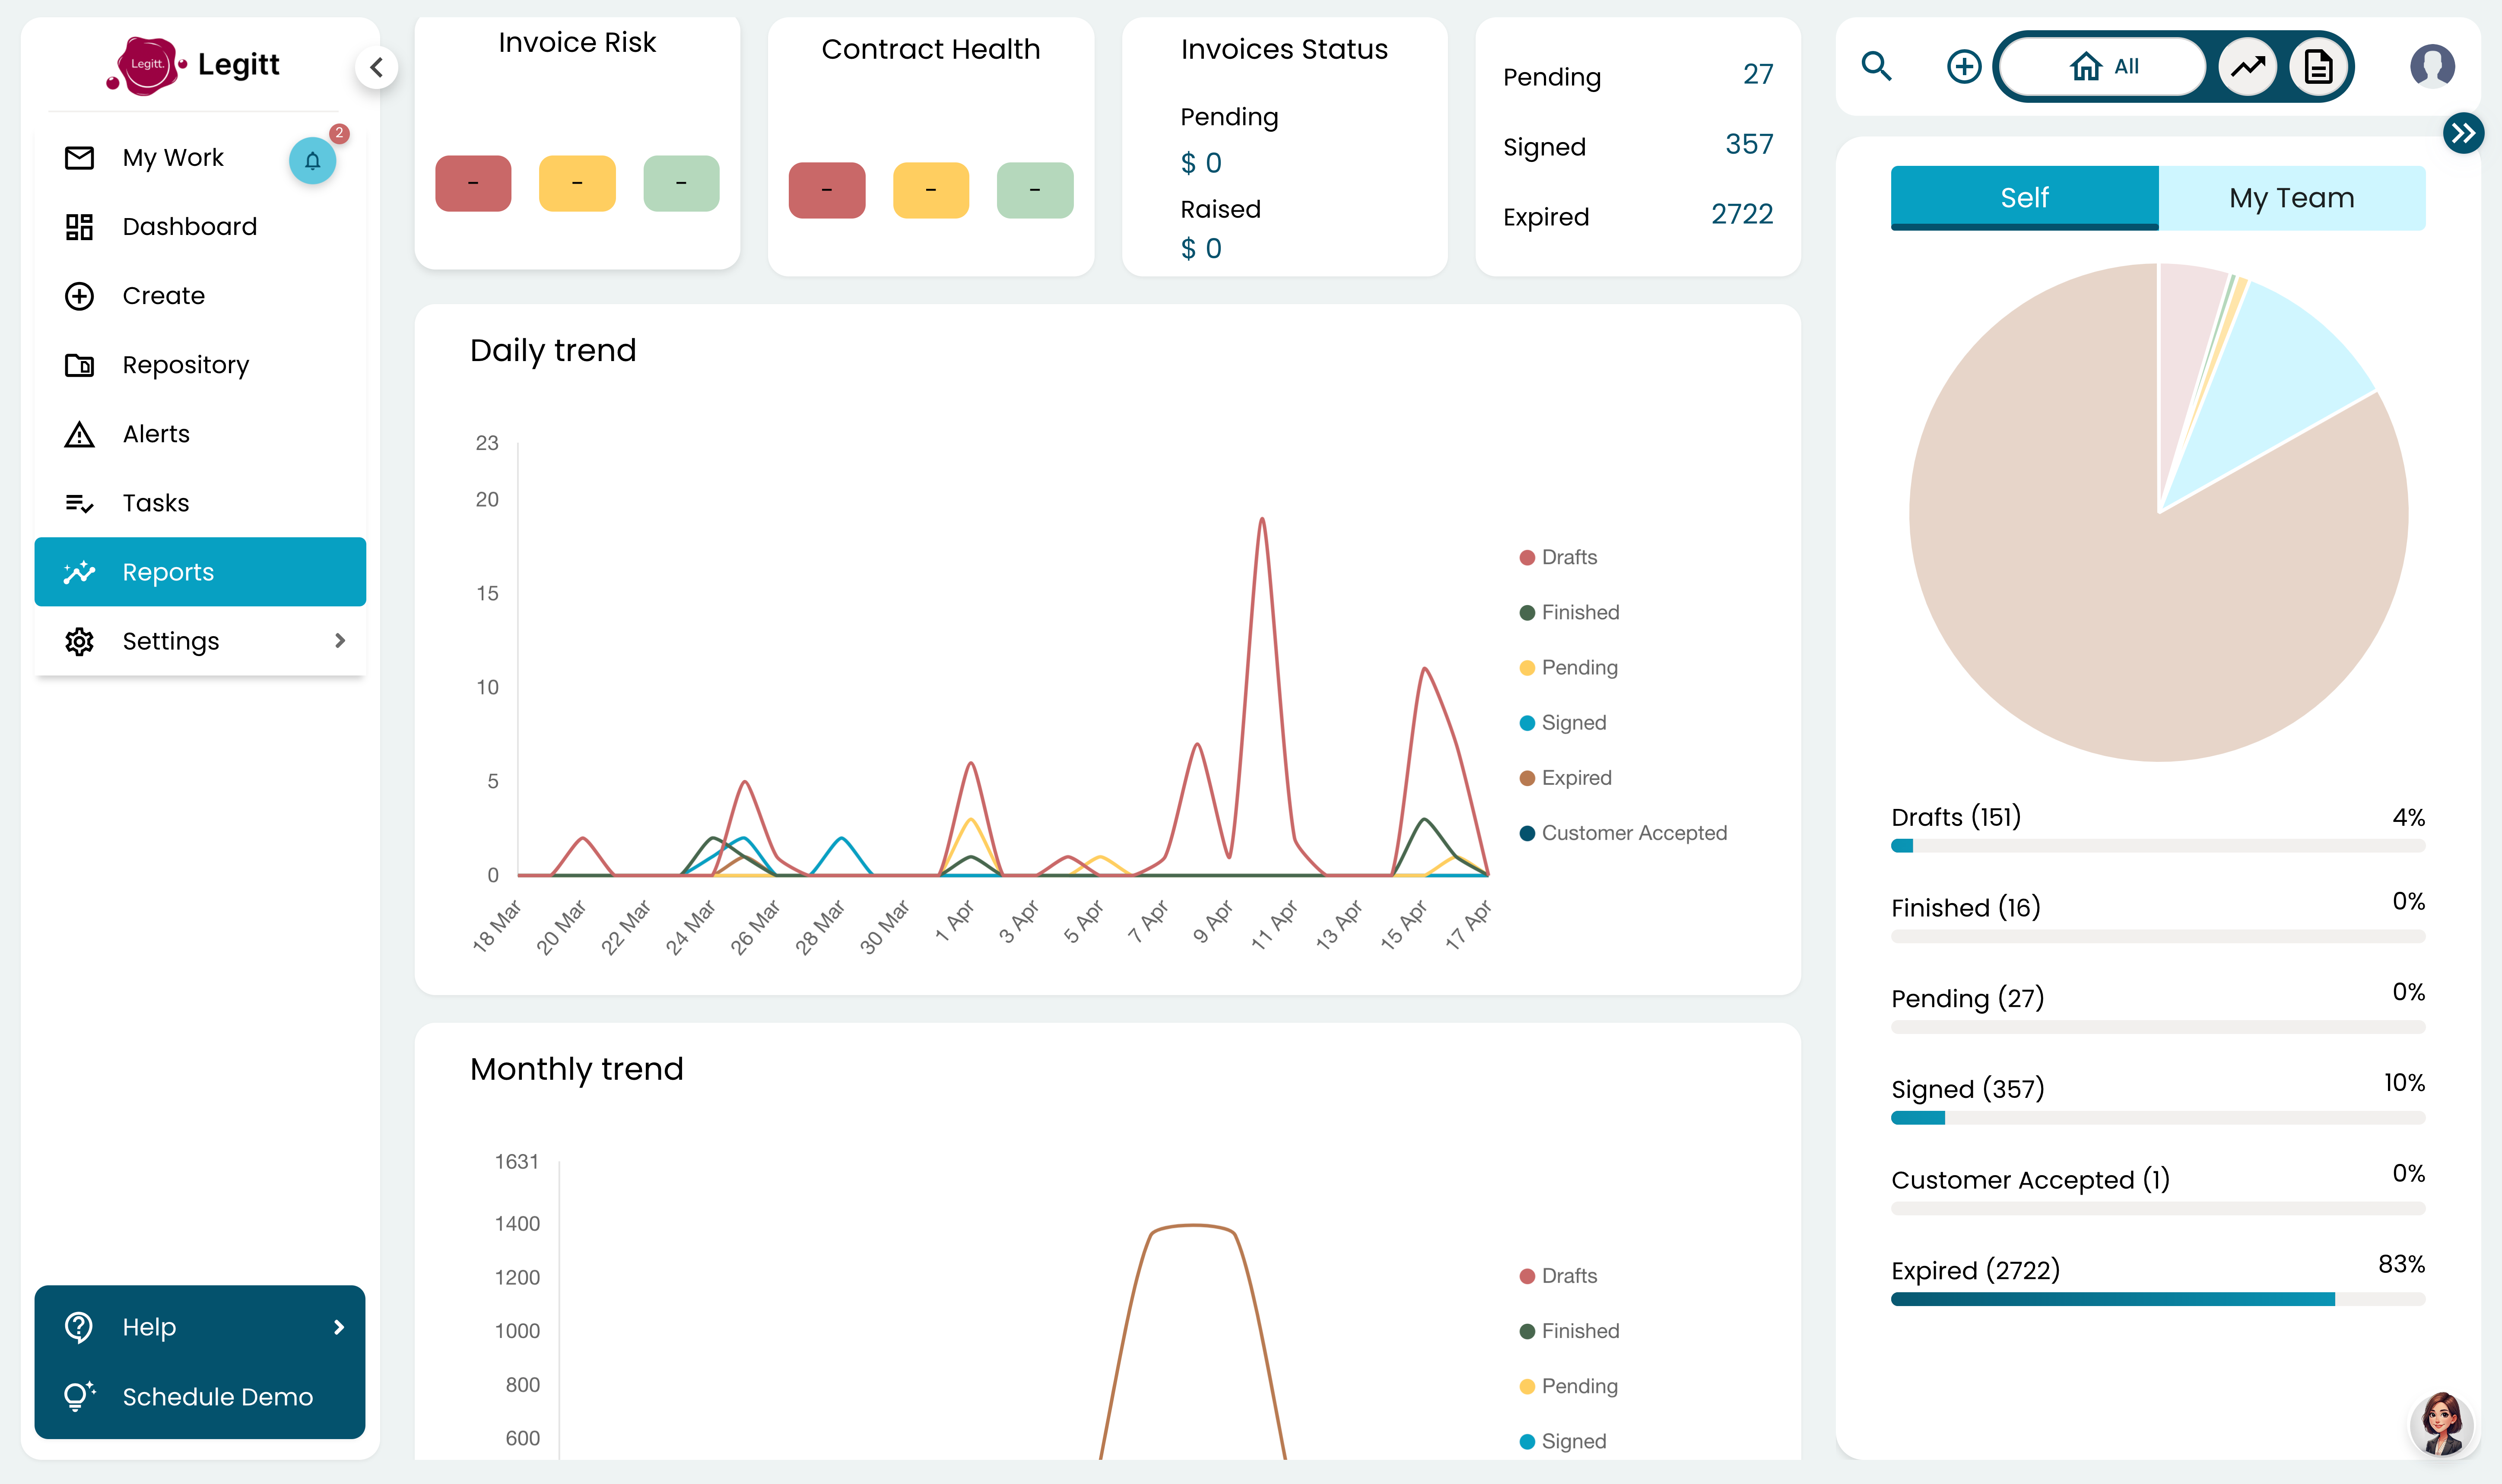 Legitt.
Legitt
My Work
2
Dashboard
Create
Repository
Alerts
Tasks
Reports
Settings
Help
Schedule Demo
Invoice Risk
-
-
-
Contract Health
-
-
-
Invoices Status
Pending
$ 0
Raised
$ 0
Pending 27
Signed 357
Expired 2722
Daily trend
23
20
15
10
5
0
18 Mar
20 Mar
22 Mar
24 Mar
26 Mar
28 Mar
30 Mar
1 Apr
3 Apr
5 Apr
7 Apr
9 Apr
11 Apr
13 Apr
15 Apr
17 Apr
Drafts
Finished
Pending
Signed
Expired
Customer Accepted
Monthly trend
1631
1400
1200
1000
800
600
Drafts
Finished
Pending
Signed
All
Self
My Team
Drafts (151) 4%
Finished (16) 0%
Pending (27) 0%
Signed (357) 10%
Customer Accepted (1) 0%
Expired (2722) 83%